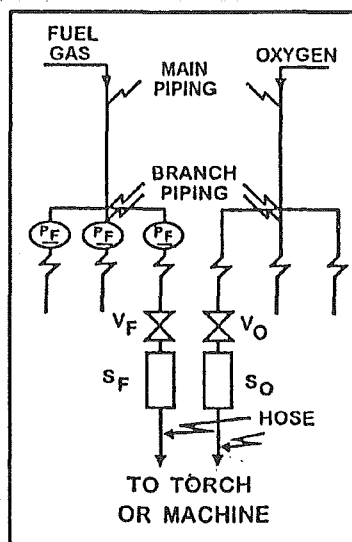 FUEL
GAS
OXYGEN
MAIN
PIPING
BRANCH
PIPING
PF PF PF
VF VO
SF SO
HOSE
TO TORCH
OR MACHINE